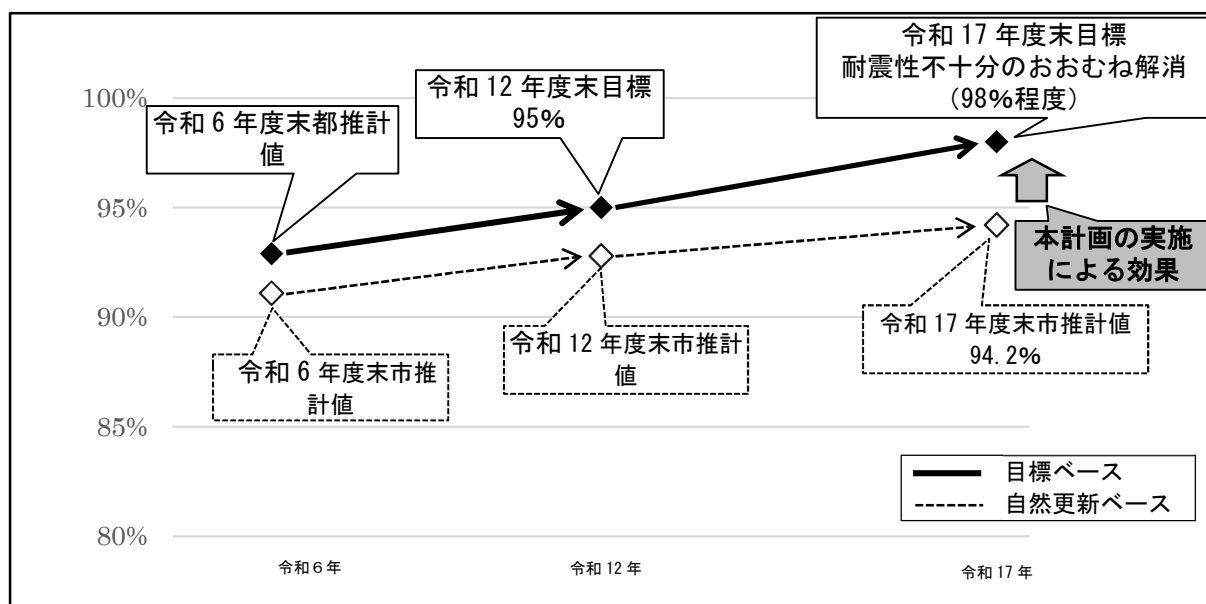 令和 17 年度末目標
耐震性不十分のおおむね解消
（98％程度）
令和 12 年度末目標
95％
100%
令和 6 年度末都推計
値
95%
本計画の実施
による効果
90%
令和 17 年度末市推計値
94.2％
令和 12 年度末市推計
値
令和 6 年度末市推
計値
85%
目標ベース
自然更新ベース
80%
令和６年
令和 12 年
令和 17 年